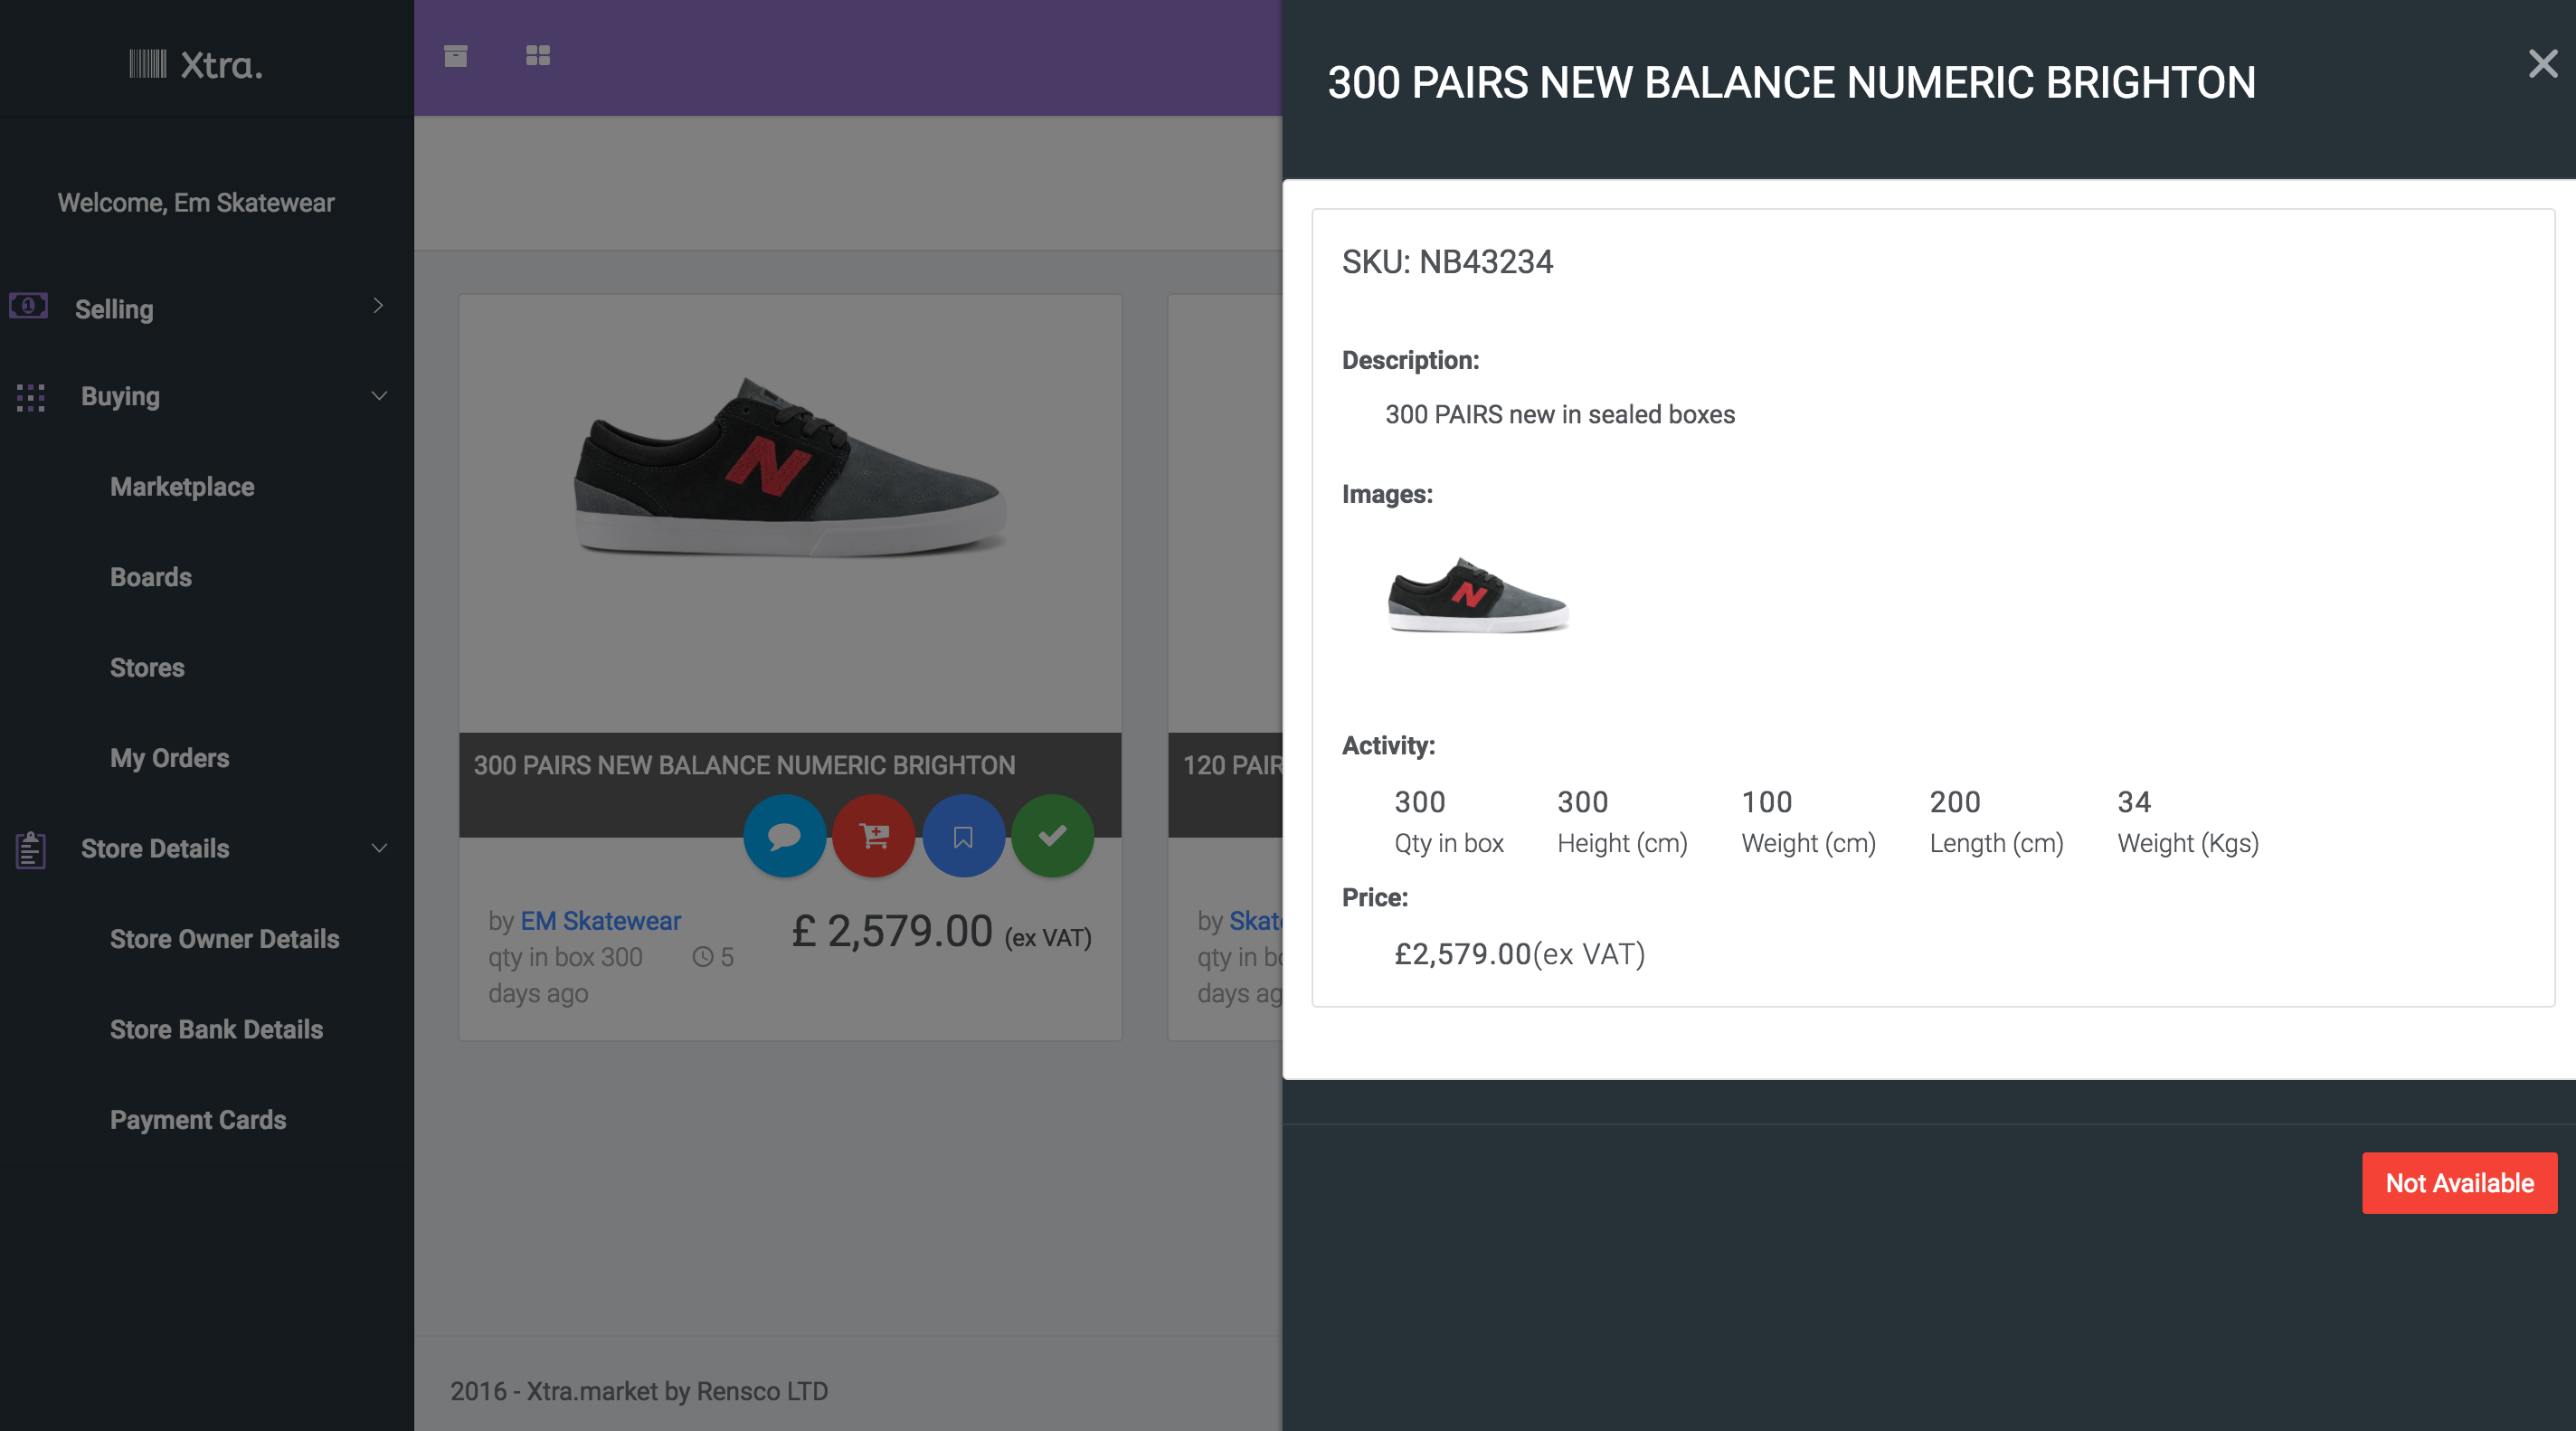 Xtra.
Welcome, Em Skatewear
Selling
Buying
Marketplace
Boards
Stores
My Orders
Store Details
Store Owner Details
Store Bank Details
Payment Cards
300 PAIRS NEW BALANCE NUMERIC BRIGHTON
by EM Skatewear
qty in box 300 5
days ago
£ 2,579.00 (ex VAT)
120 PAIR
by Skat
qty in b
days ag
2016 - Xtra.market by Rensco LTD
300 PAIRS NEW BALANCE NUMERIC BRIGHTON
SKU: NB43234
Description:
300 PAIRS new in sealed boxes
Images:
N
Activity:
300 300 100 200 34
Qty in box Height (cm) Weight (cm) Length (cm) Weight (Kgs)
Price:
£2,579.00(ex VAT)
Not Available